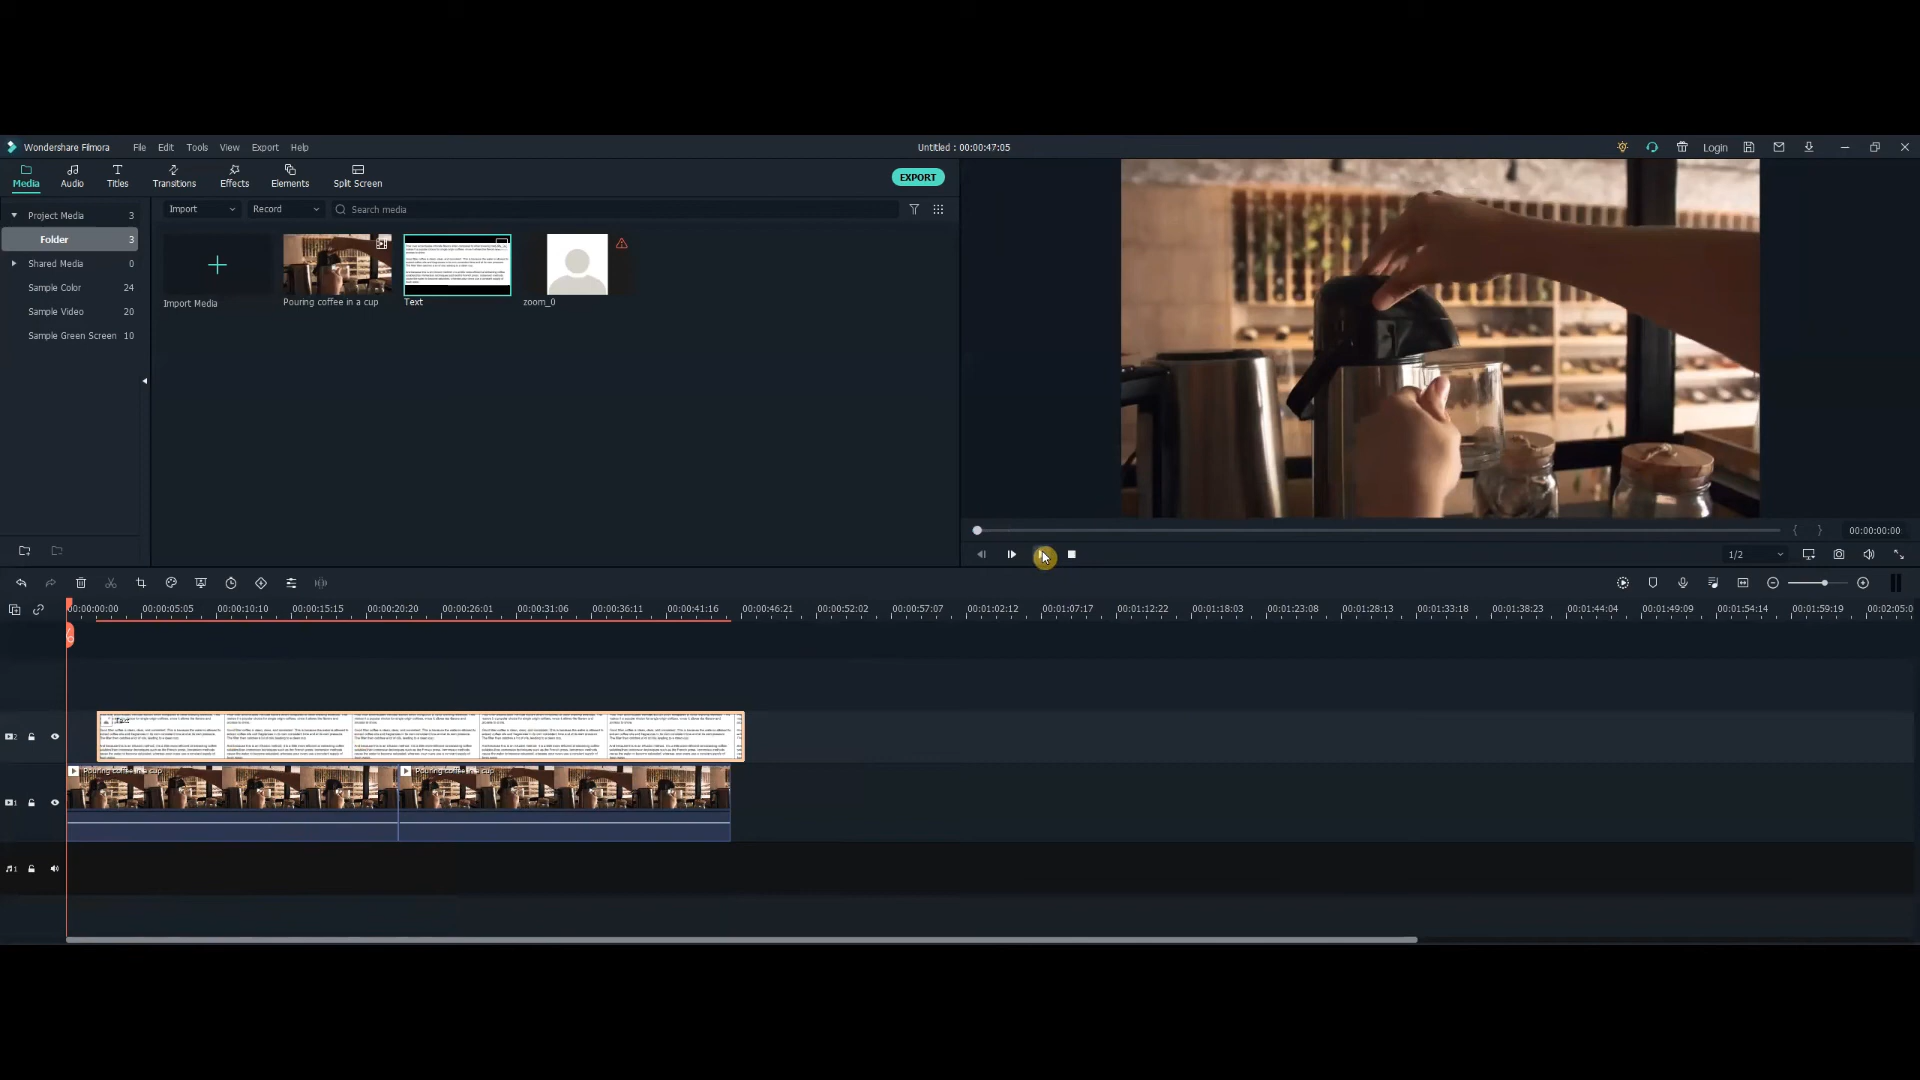 Wondershare Filmora File Edit View Tools Export Help Untitled : 00:00:47:05 Login
Media Audio Titles Transitions Effects Elements Split Screen EXPORT
Project Media 3 Import Record Search media
Folder 3
Shared Media 0
Sample Color 24
Sample Video 20
Sample Green Screen 10
Import Media Pouring coffee in a cup Text zoom_0
00:00:00:00
1/2
00:00:00:00 00:00:05:05 00:00:10:10 00:00:15:15 00:00:20:20 00:00:26:01 00:00:31:06 00:00:36:11 00:00:41:16 00:00:46:21 00:00:52:02 00:00:57:07 00:01:02:12 00:01:07:17 00:01:12:22 00:01:18:03 00:01:23:08 00:01:28:13 00:01:33:18 00:01:38:23 00:01:44:04 00:01:49:09 00:01:54:14 00:01:59:19 00:02:05:0
Text
2
Pouring coffee in a cup Pouring coffee in a cup
1
1